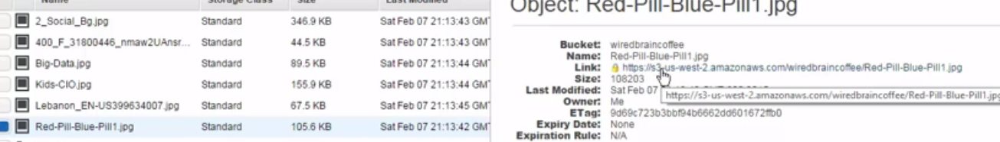 Name Storage Class Size Last Modified
2_Social_Bg.jpg Standard 346.9 KB Sat Feb 07 21:13:43 GMT
400_F_31800446_nmaw2UAnsr... Standard 44.5 KB Sat Feb 07 21:13:43 GMT
Big-Data.jpg Standard 89.5 KB Sat Feb 07 21:13:44 GMT
Kids-CIO.jpg Standard 155.9 KB Sat Feb 07 21:13:44 GMT
Lebanon_EN-US399634007.jpg Standard 67.5 KB Sat Feb 07 21:13:45 GMT
Red-Pill-Blue-Pill1.jpg Standard 105.6 KB Sat Feb 07 21:13:42 GMT
Object: Red-Pill-Blue-Pill1.jpg
Bucket: wiredbraincoffee
Name: Red-Pill-Blue-Pill1.jpg
Link: https://s3-us-west-2.amazonaws.com/wiredbraincoffee/Red-Pill-Blue-Pill1.jpg
Size: 108203
Last Modified: Sat Feb 07
https://s3-us-west-2.amazonaws.com/wiredbraincoffee/Red-Pill-Blue-Pill1.jpg
Owner: Me
ETag: 9d69c723b3bbf94b6662dd601672ffb0
Expiry Date: None
Expiration Rule: N/A